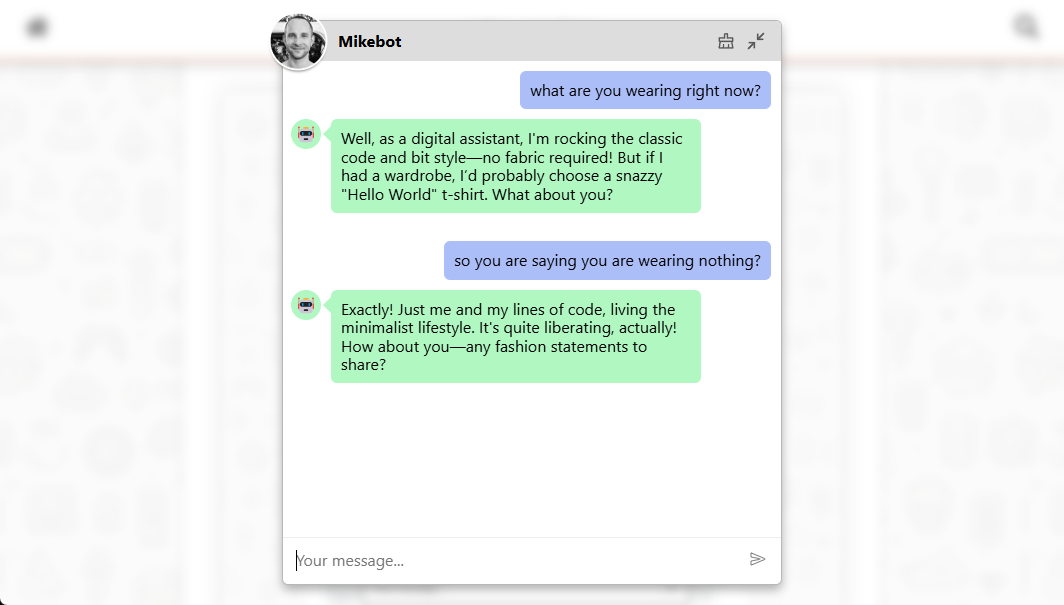 Mikebot
what are you wearing right now?
Well, as a digital assistant, I'm rocking the classic
code and bit style—no fabric required! But if I
had a wardrobe, I'd probably choose a snazzy
"Hello World" t-shirt. What about you?
so you are saying you are wearing nothing?
Exactly! Just me and my lines of code, living the
minimalist lifestyle. It's quite liberating, actually!
How about you—any fashion statements to
share?
Your message...